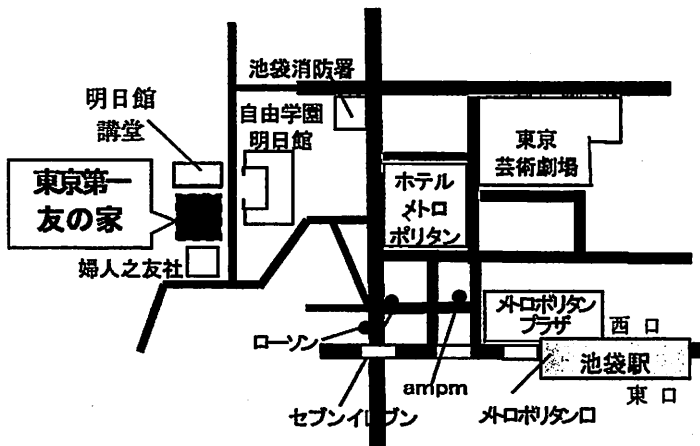 池袋消防署
明日館
講堂
自由学園
明日館
東京
芸術劇場
東京第一
友の家
ホテル
メトロ
ポリタン
婦人之友社
メトロポリタン
プラザ
西口
ローソン
池袋駅
ampm
東口
セブンイレブン
メトロポリタン口